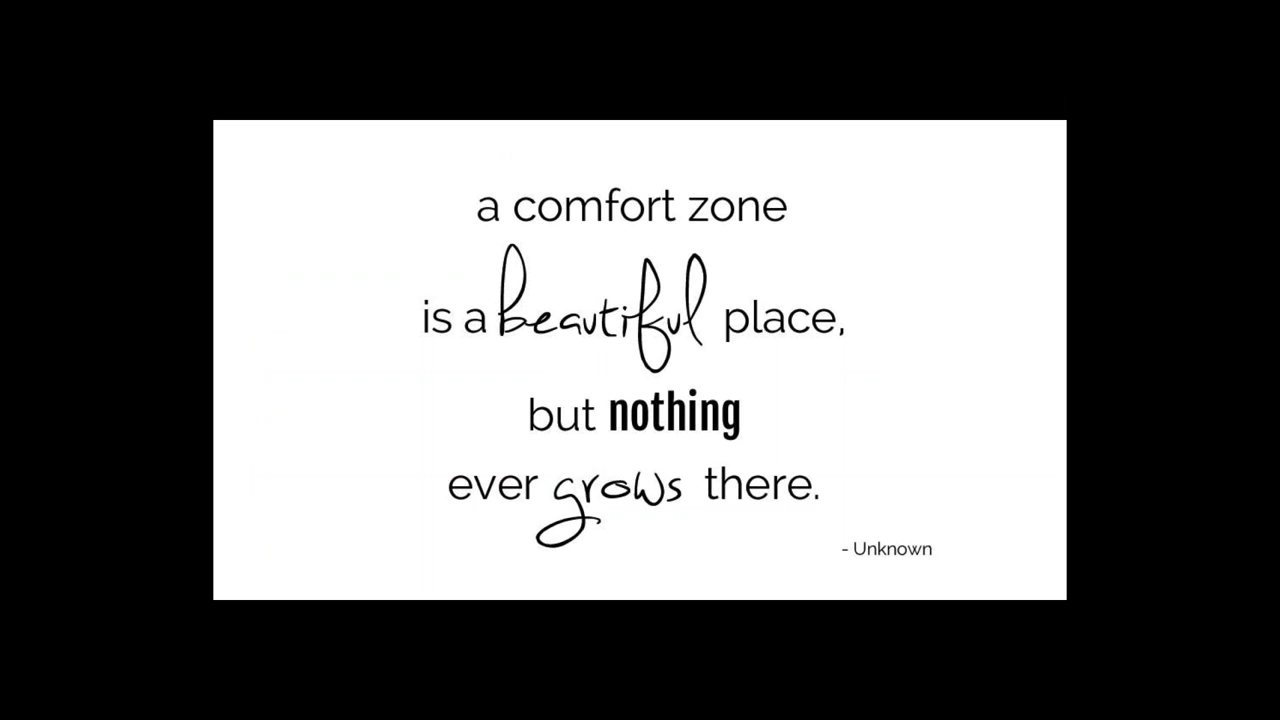 a comfort zone
is a beautiful place,
but nothing
ever grows there.
- Unknown